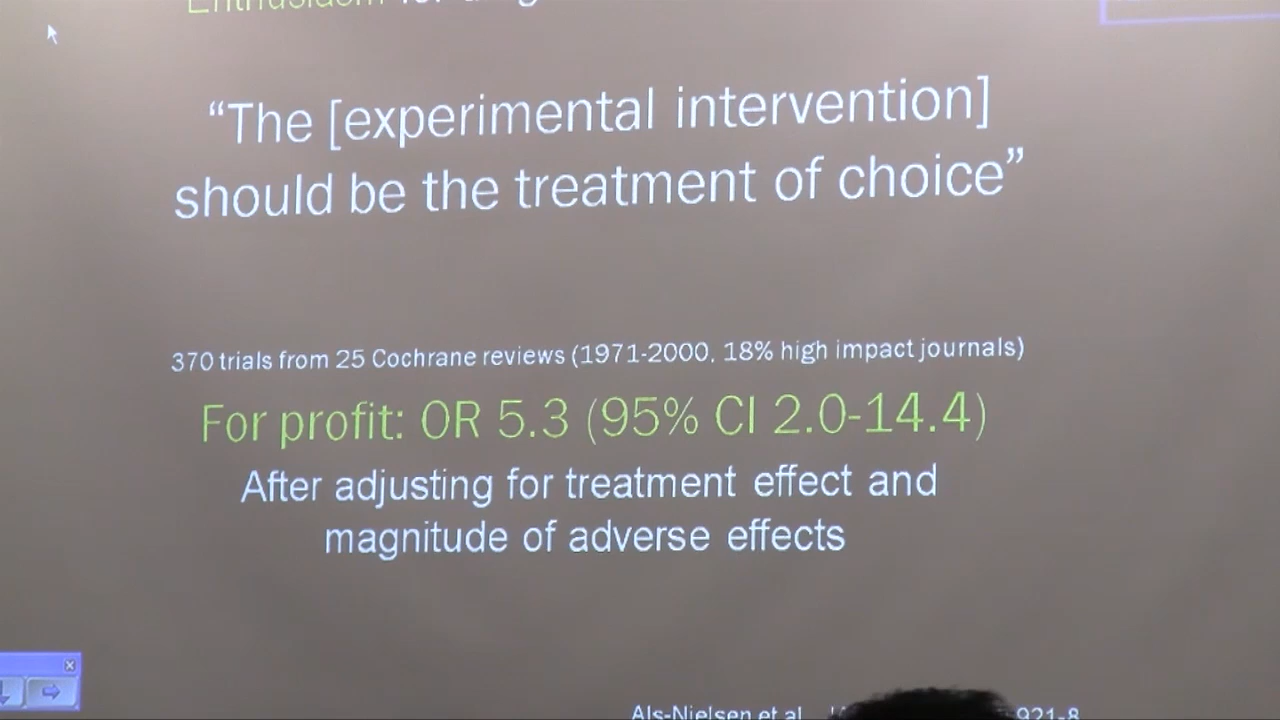 “The [experimental intervention]
should be the treatment of choice”
370 trials from 25 Cochrane reviews (1971-2000, 18% high impact journals)
For profit: OR 5.3 (95% CI 2.0-14.4)
After adjusting for treatment effect and
magnitude of adverse effects
Als-Nielsen et al 921-8